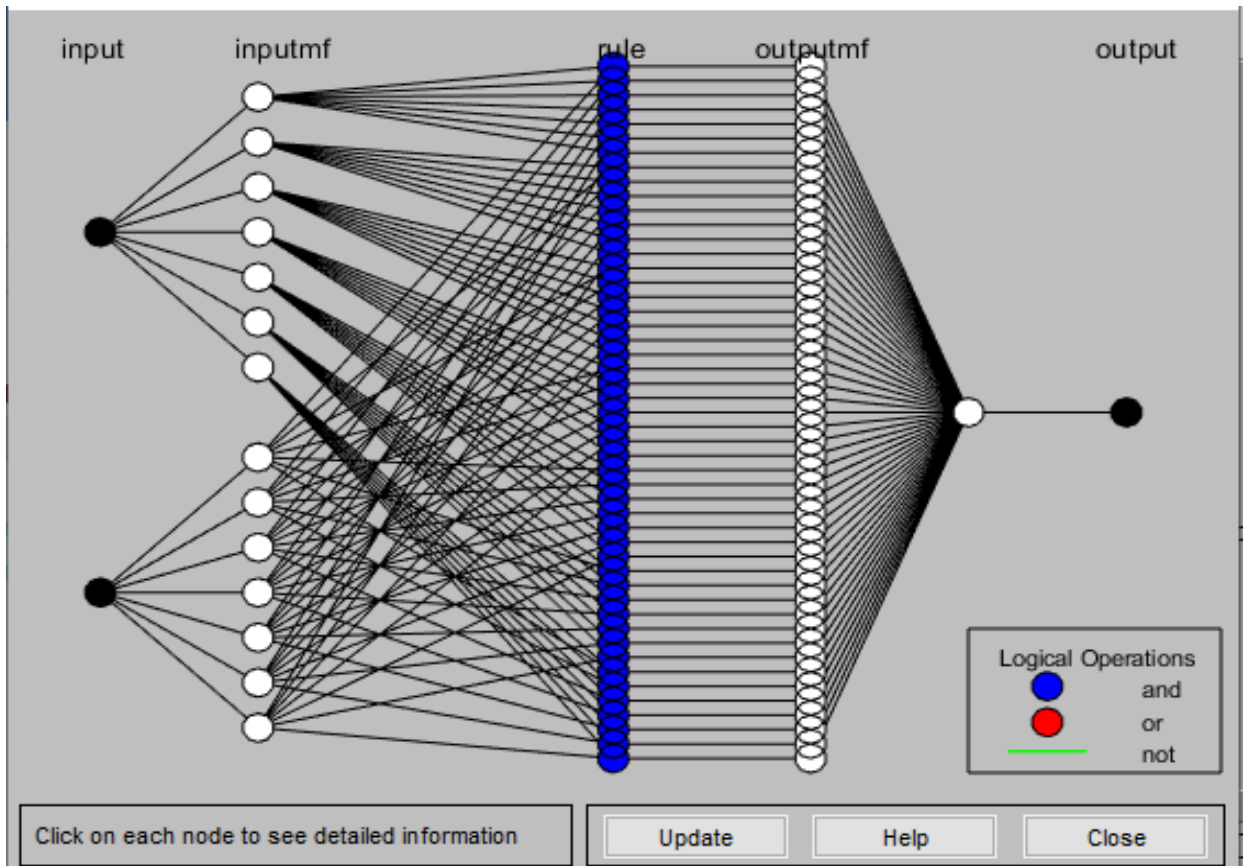 input inputmf rule outputmf output
Logical Operations
and
or
not
Click on each node to see detailed information
Update Help Close